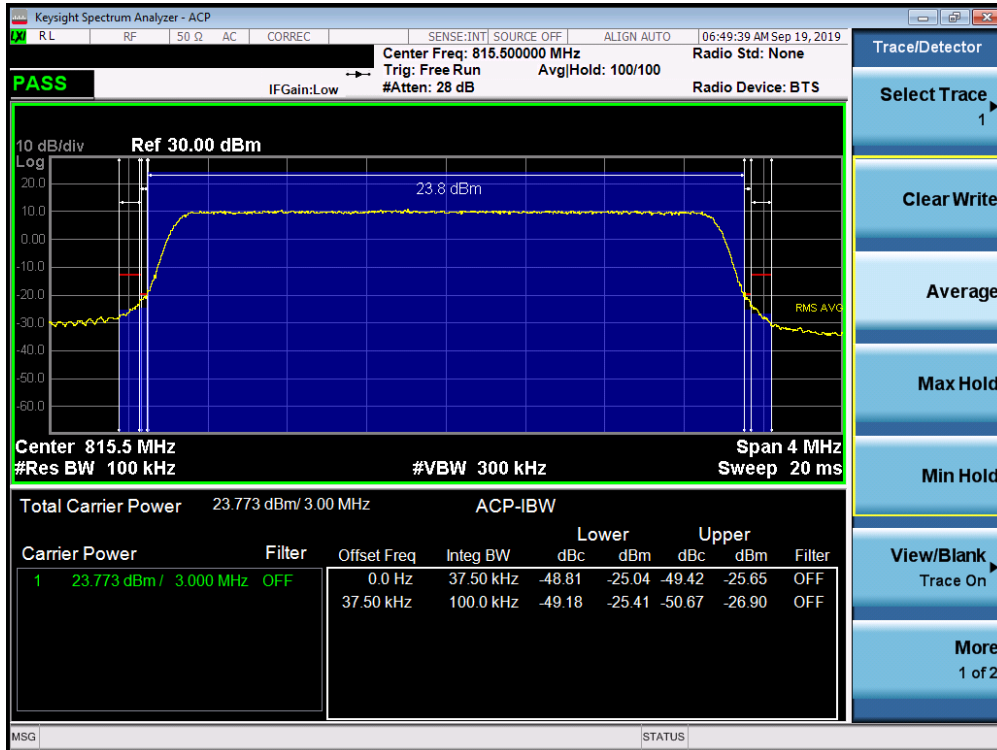 Keysight Spectrum Analyzer - ACP
LXI RL RF 50 Ω AC CORREC SENSE:INT SOURCE OFF ALIGN AUTO 06:49:39 AM Sep 19, 2019
Center Freq: 815.500000 MHz Radio Std: None
Trig: Free Run Avg|Hold: 100/100
PASS IFGain:Low #Atten: 28 dB Radio Device: BTS
10 dB/div Ref 30.00 dBm
Log
20.0
23.8 dBm
10.0
0.00
-10.0
-20.0
RMS AVG
-30.0
-40.0
-50.0
-60.0
Center 815.5 MHz Span 4 MHz
#Res BW 100 kHz #VBW 300 kHz Sweep 20 ms
Total Carrier Power 23.773 dBm/ 3.00 MHz ACP-IBW
Lower Upper
Carrier Power Filter Offset Freq Integ BW dBc dBm dBc dBm Filter
1 23.773 dBm / 3.000 MHz OFF 0.0 Hz 37.50 kHz -48.81 -25.04 -49.42 -25.65 OFF
37.50 kHz 100.0 kHz -49.18 -25.41 -50.67 -26.90 OFF
MSG STATUS
Trace/Detector
Select Trace
1
Clear Write
Average
Max Hold
Min Hold
View/Blank
Trace On
More
1 of 2